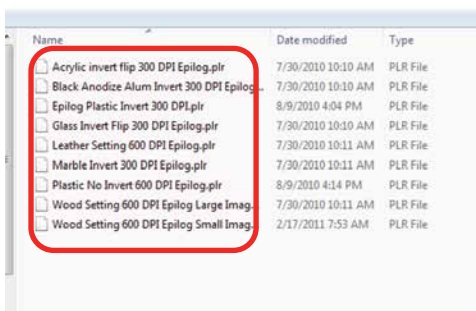 Name Date modified Type
Acrylic invert flip 300 DPI Epilog.plr 7/30/2010 10:10 AM PLR File
Black Anodize Alum Invert 300 DPI Epilog... 7/30/2010 10:10 AM PLR File
Epilog Plastic Invert 300 DPI.plr 8/9/2010 4:04 PM PLR File
Glass Invert Flip 300 DPI Epilog.plr 7/30/2010 10:10 AM PLR File
Leather Setting 600 DPI Epilog.plr 7/30/2010 10:11 AM PLR File
Marble Invert 300 DPI Epilog.plr 7/30/2010 10:11 AM PLR File
Plastic No Invert 600 DPI Epilog.plr 8/9/2010 4:14 PM PLR File
Wood Setting 600 DPI Epilog Large Imag... 7/30/2010 10:11 AM PLR File
Wood Setting 600 DPI Epilog Small Imag... 2/17/2011 7:53 AM PLR File